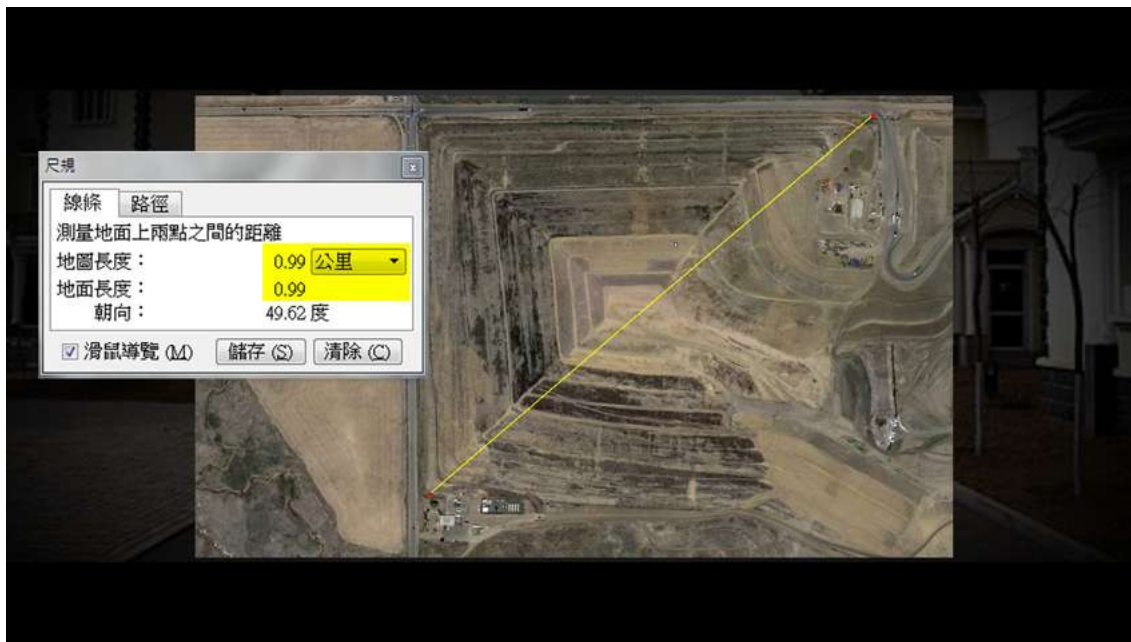 尺規
線條 路徑
測量地面上兩點之間的距離
地圖長度： 0.99 公里
地面長度： 0.99
朝向： 49.62 度
滑鼠導覽 (M) 儲存 (S) 清除 (C)